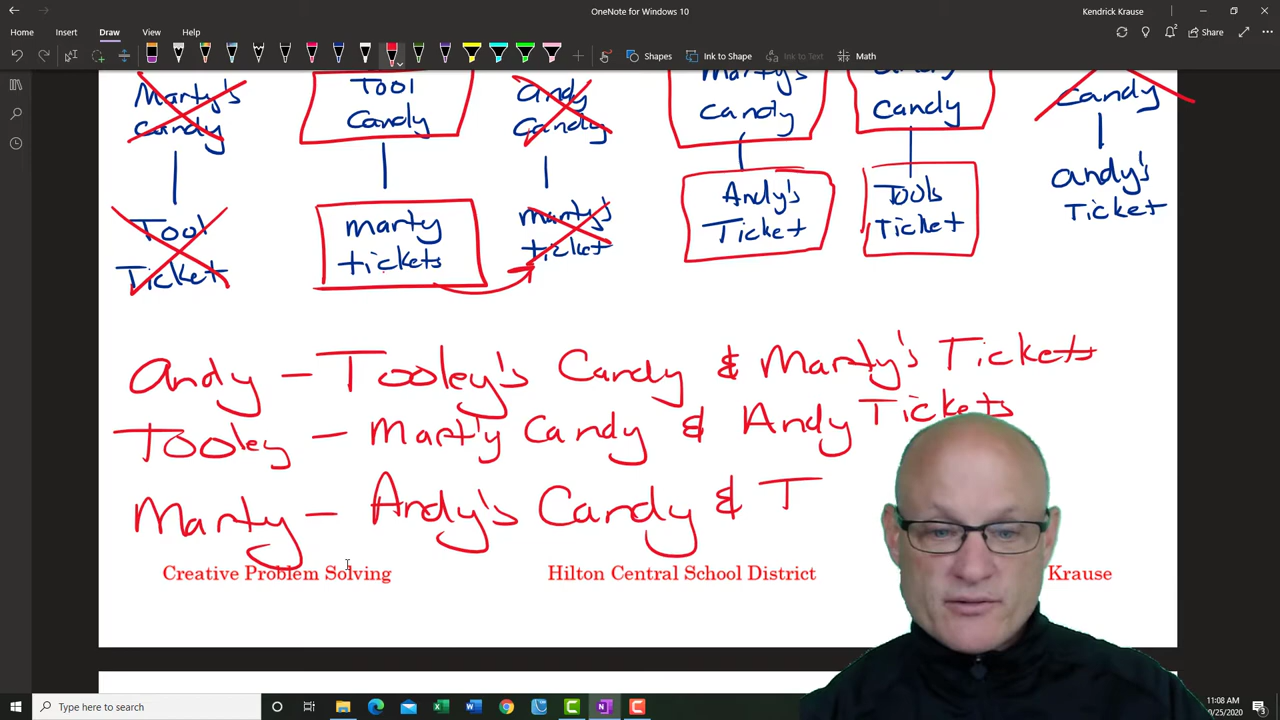 OneNote for Windows 10
Kendrick Krause
Home Insert Draw View Help
Share
Shapes Ink to Shape Ink to Text Math
Marty's Candy
Tool Candy
Andy Candy
Marty's Candy
Candy
Candy
Tool Ticket
marty tickets
marty's ticket
Andy's Ticket
Tools Ticket
andy's Ticket
Andy – Tooley's Candy & Marty's Tickets
Tooley – Marty Candy & Andy Tickets
Marty – Andy's Candy & T
Creative Problem Solving Hilton Central School District Krause
Type here to search
11:08 AM
10/25/2020